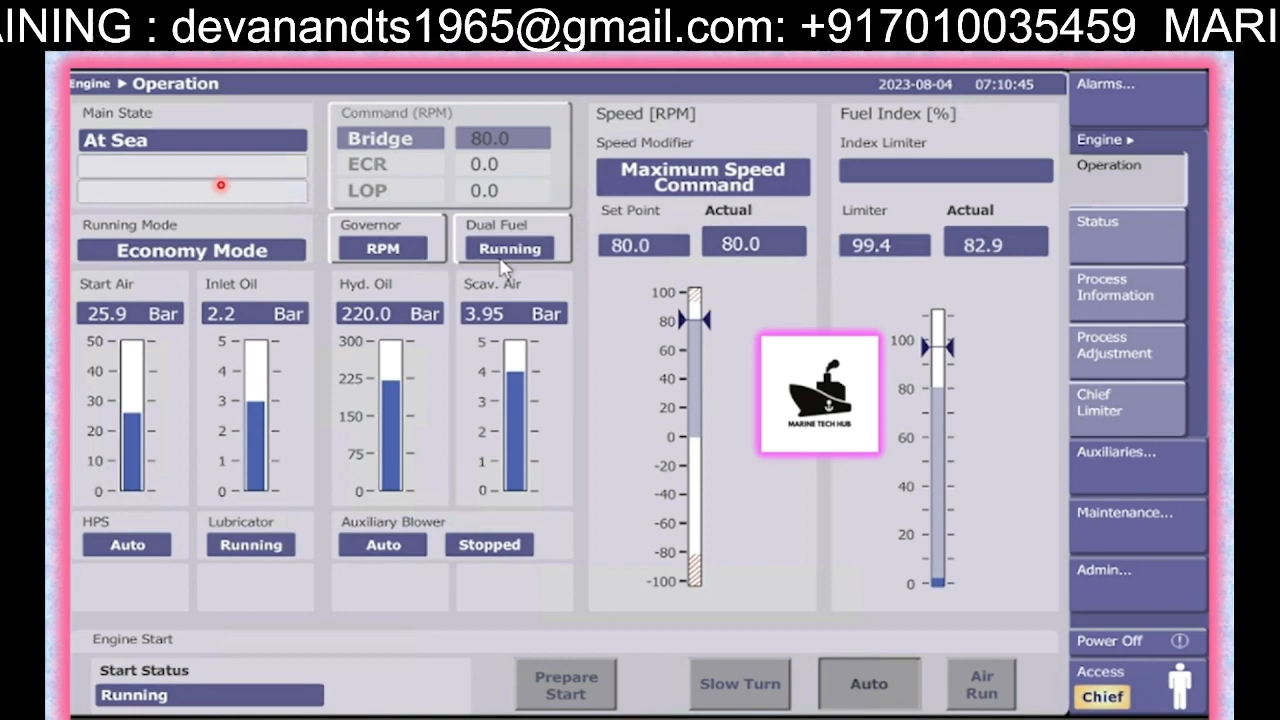 AINING : devanandts1965@gmail.com: +917010035459 MARI
Engine ▶ Operation
2023-08-04 07:10:45
Main State
At Sea
Running Mode
Economy Mode
Command (RPM)
Bridge 80.0
ECR 0.0
LOP 0.0
Governor
RPM
Dual Fuel
Running
Start Air
25.9 Bar
50
40
30
20
10
0
Inlet Oil
2.2 Bar
5
4
3
2
1
0
Hyd. Oil
220.0 Bar
300
225
150
75
0
Scav. Air
3.95 Bar
5
4
3
2
1
0
HPS
Auto
Lubricator
Running
Auxiliary Blower
Auto Stopped
Speed [RPM]
Speed Modifier
Maximum Speed
Command
Set Point Actual
80.0 80.0
100
80
60
40
20
0
-20
-40
-60
-80
-100
Fuel Index [%]
Index Limiter
Limiter Actual
99.4 82.9
100
80
60
40
20
0
MARINE TECH HUB
Engine Start
Start Status
Running
Prepare
Start
Slow Turn
Auto
Air
Run
Alarms...
Engine ▶
Operation
Status
Process
Information
Process
Adjustment
Chief
Limiter
Auxiliaries...
Maintenance...
Admin...
Power Off
Access
Chief